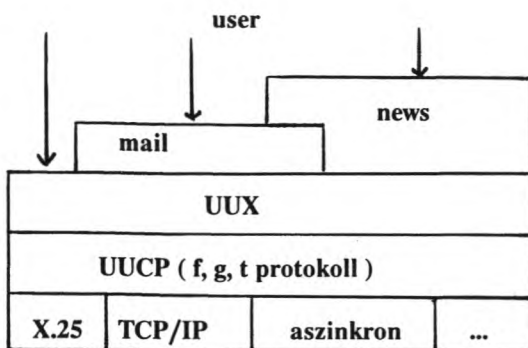 user
news
mail
UUX
UUCP ( f, g, t protokoll )
X.25 TCP/IP aszinkron ...